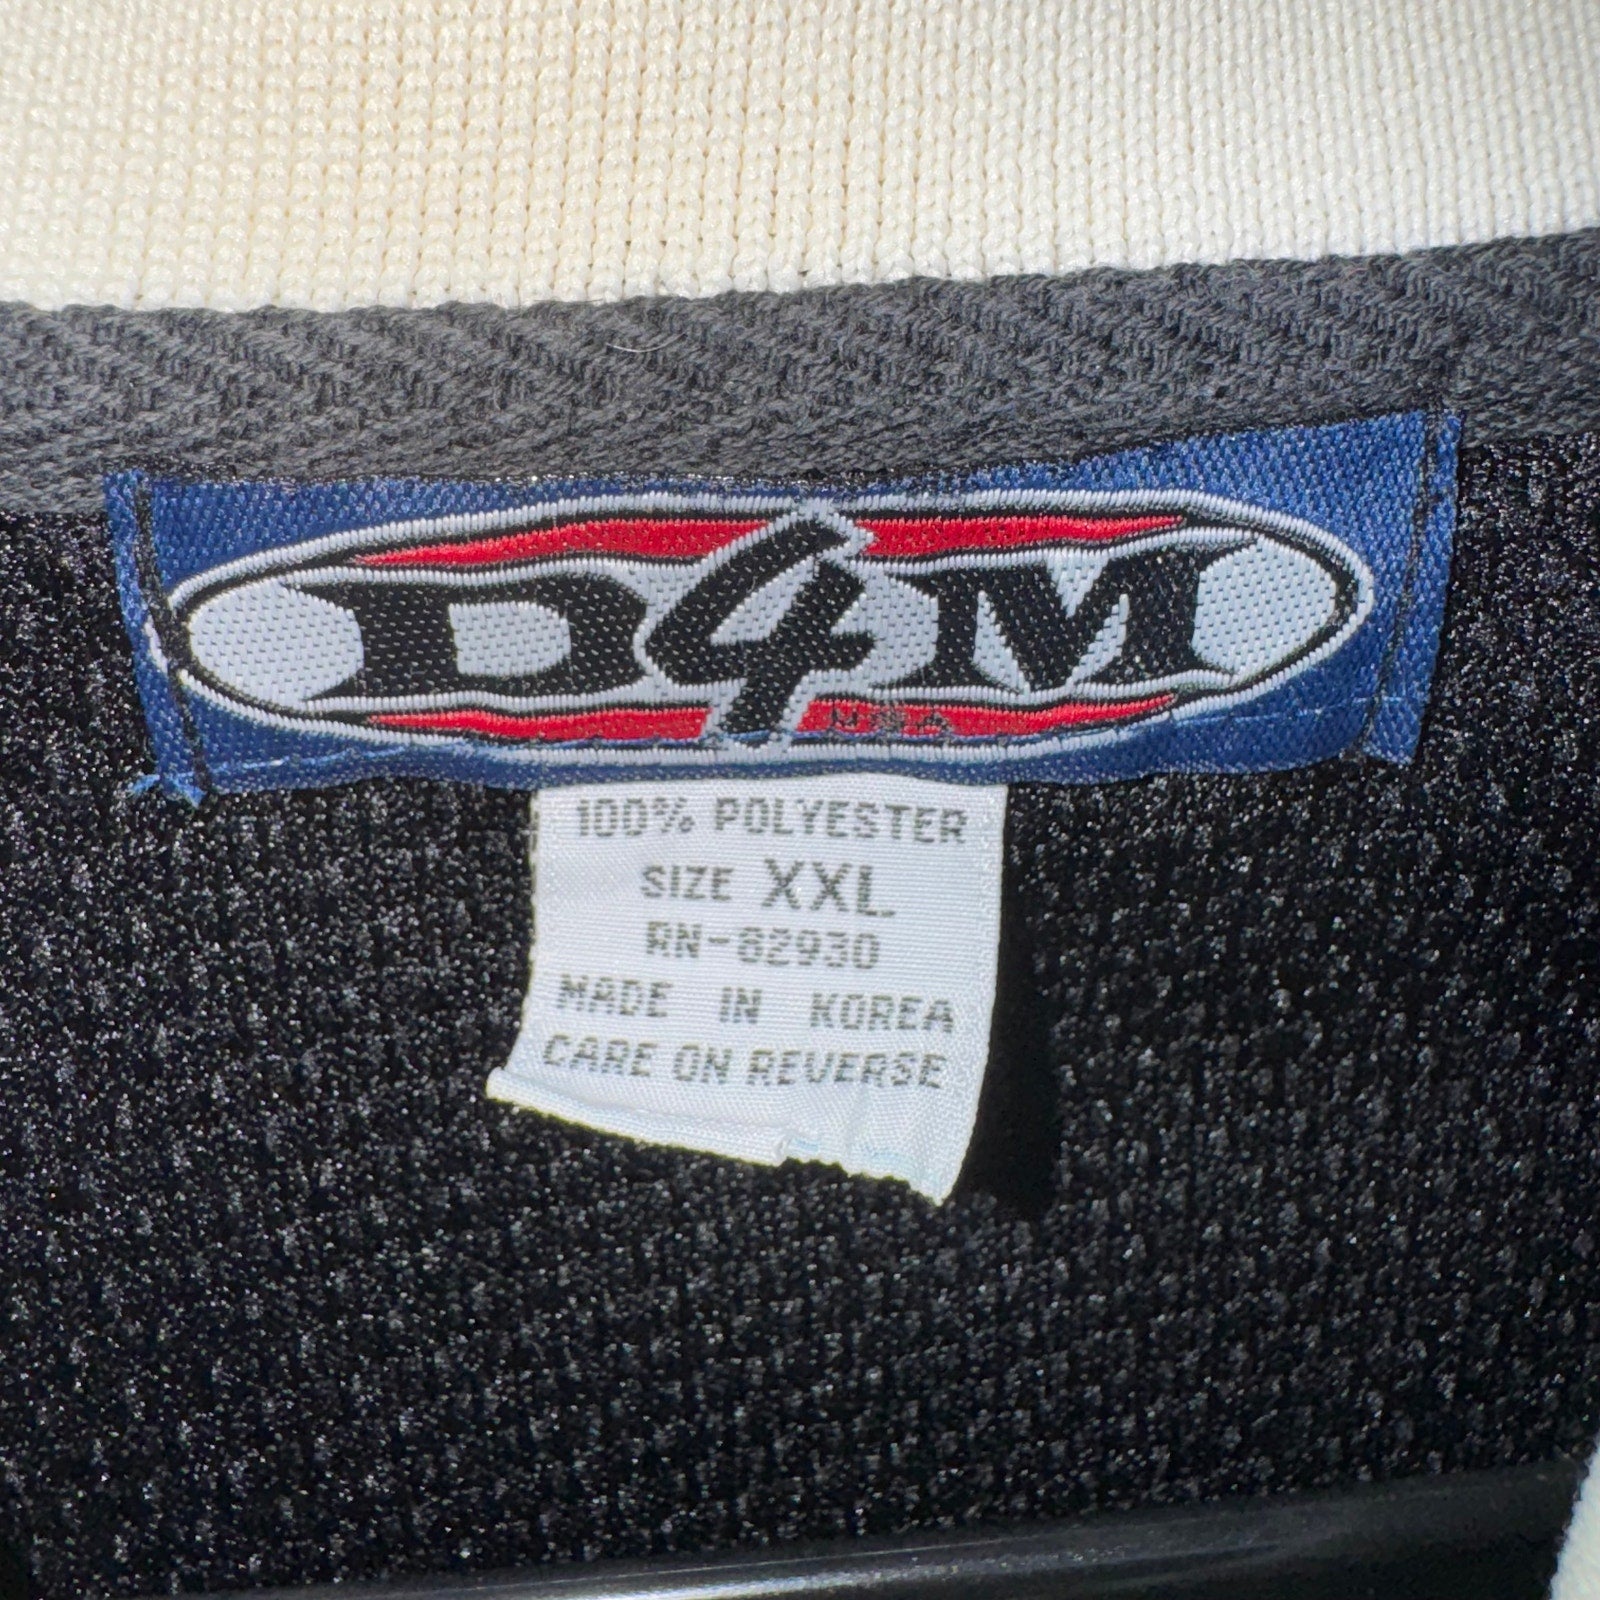 D4M
100% POLYESTER
SIZE XXL
RN-82930
MADE IN KOREA
CARE ON REVERSE